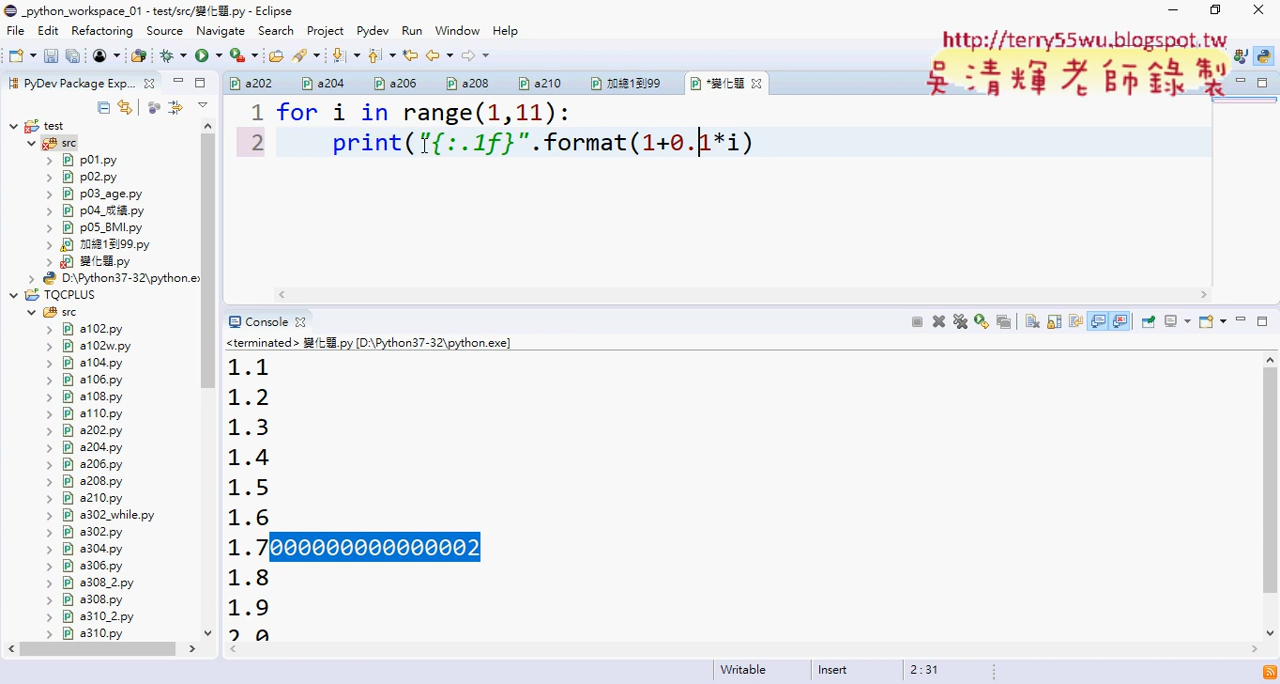 _python_workspace_01 - test/src/變化題.py - Eclipse
File Edit Refactoring Source Navigate Search Project Pydev Run Window Help
http://terry55wu.blogspot.tw
吳清輝老師錄製
PyDev Package Exp...
a202 a204 a206 a208 a210 加總1到99 *變化題
1 for i in range(1,11):
2 print("{:.1f}".format(1+0.1*i)
test
src
p01.py
p02.py
p03_age.py
p04_成績.py
p05_BMI.py
加總1到99.py
變化題.py
D:\Python37-32\python.ex
TQCPLUS
src
a102.py
a102w.py
a104.py
a106.py
a108.py
a110.py
a202.py
a204.py
a206.py
a208.py
a210.py
a302_while.py
a302.py
a304.py
a306.py
a308_2.py
a308.py
a310_2.py
a310.py
Console
<terminated> 變化題.py [D:\Python37-32\python.exe]
1.1
1.2
1.3
1.4
1.5
1.6
1.7000000000000002
1.8
1.9
2.0
Writable Insert 2 : 31